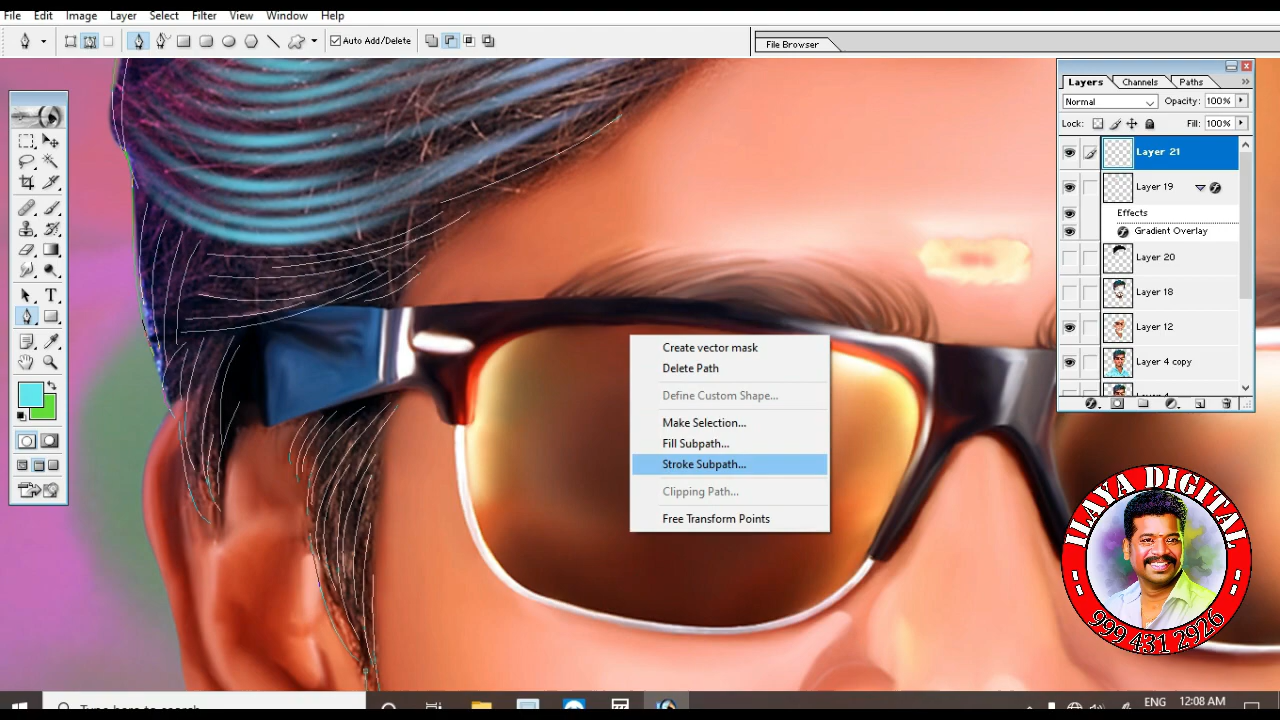 File Edit Image Layer Select Filter View Window Help
Auto Add/Delete
File Browser
Layers Channels Paths
Normal Opacity: 100%
Lock: Fill: 100%
Layer 21
Layer 19
Effects
Gradient Overlay
Layer 20
Layer 18
Layer 12
Layer 4 copy
Create vector mask
Delete Path
Define Custom Shape...
Make Selection...
Fill Subpath...
Stroke Subpath...
Clipping Path...
Free Transform Points
ILAYA DIGITAL
999 431 2926
ENG 12:08 AM